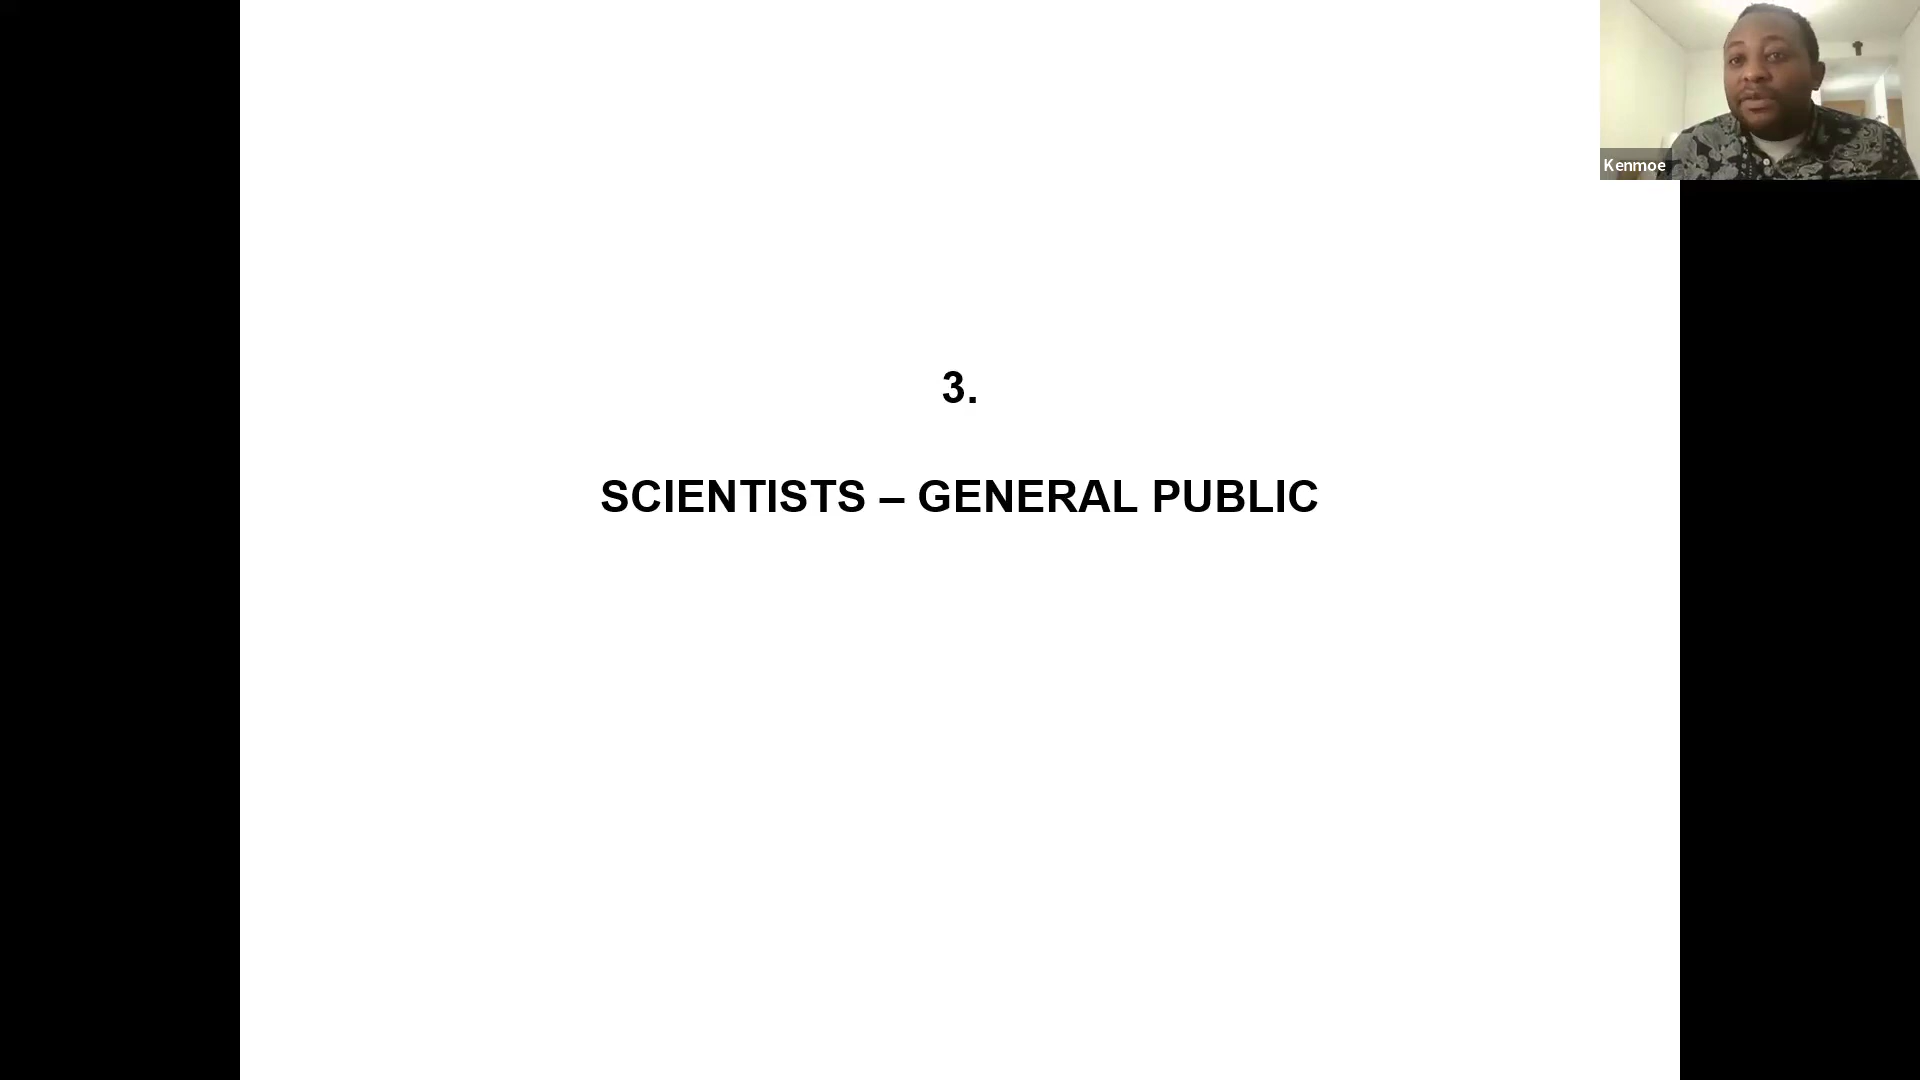 3.
SCIENTISTS – GENERAL PUBLIC
Kenmoe